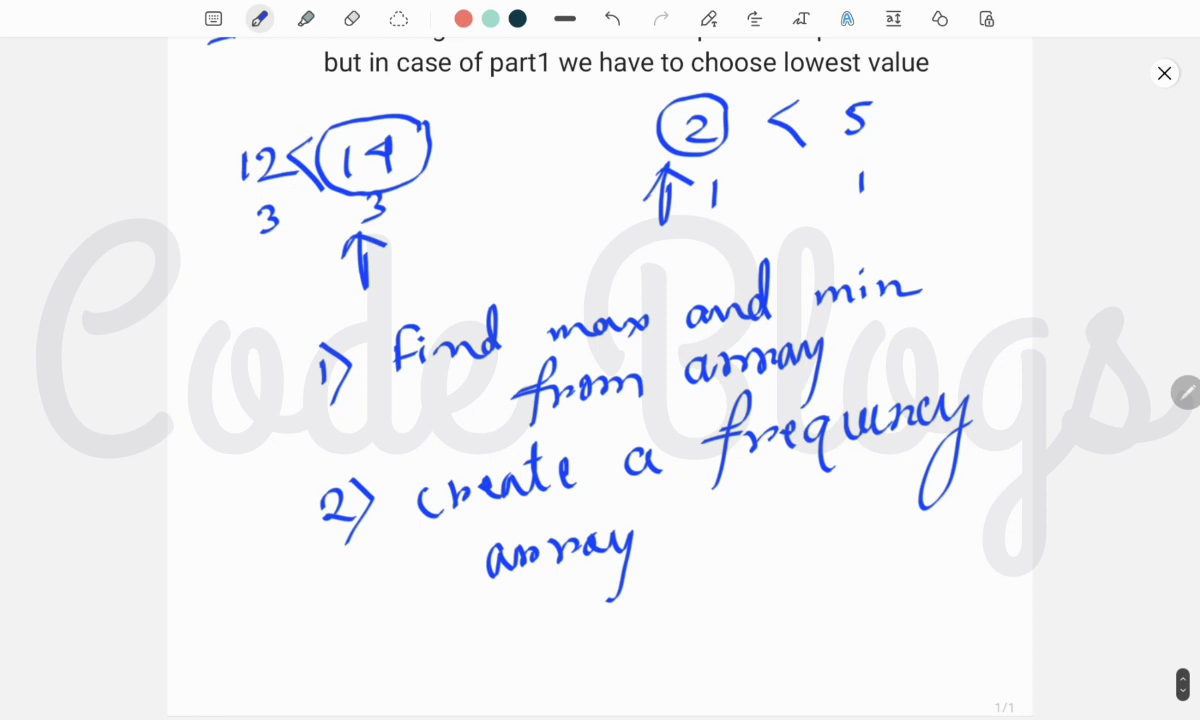 but in case of part1 we have to choose lowest value
12 < 14
3 3
2 < 5
1 1
1) find max and min
from array
2) create a frequency
array
Code Blogs
1/1